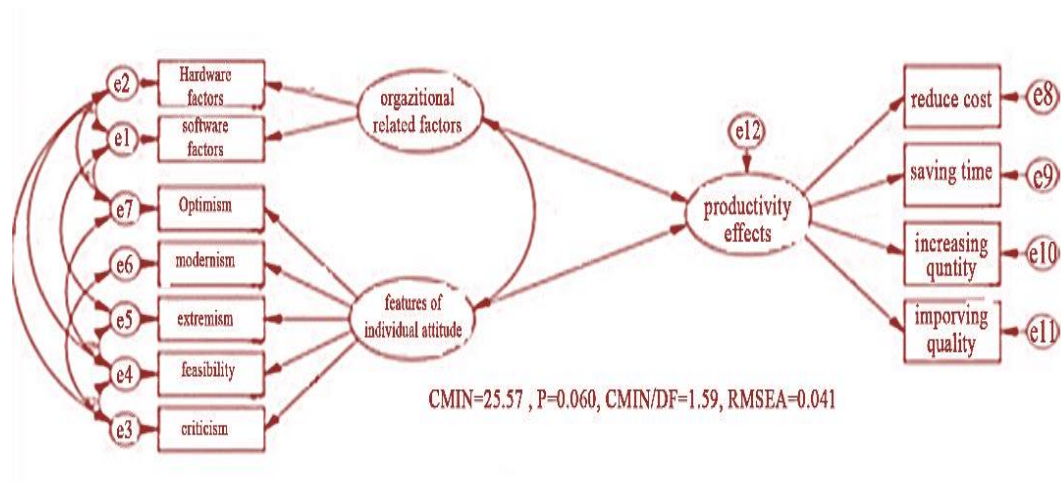 e2
Hardware
factors
e1
software
factors
e7
Optimism
e6
modernism
e5
extremism
e4
feasibility
e3
criticism
orgazitional
related factors
features of
individual attitude
e12
productivity
effects
reduce cost
e8
saving time
e9
increasing
quntity
e10
imporving
quality
e11
CMIN=25.57 , P=0.060, CMIN/DF=1.59, RMSEA=0.041